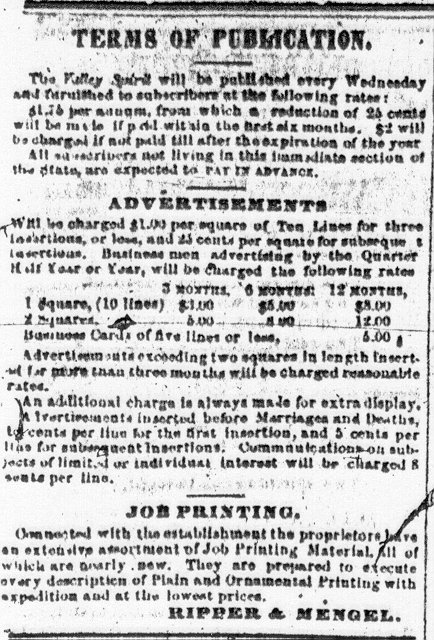 TERMS OF PUBLICATION.
The Valley Spirit will be published every Wednesday
and furnished to subscribers at the following rates:
$1.75 per annum, from which a reduction of 25 cents
will be made if paid within the first six months. $2 will
be charged if not paid till after the expiration of the year
All subscribers not living in this immediate section of
the State, are expected to PAY IN ADVANCE.
ADVERTISEMENTS
Will be charged $1.00 per square of Ten Lines for three
insertions, or less, and 25 cents per square for subseque t
insertions. Business men advertising by the Quarter
Half Year or Year, will be charged the following rates
3 MONTHS, 6 MONTHS: 12 MONTHS,
1 Square, (10 lines) $3.00 $5.00 $8.00
2 Squares, 5.00 8 00 12.00
Business Cards of five lines or less, 5.00
Advertisements exceeding two squares in length insert-
ed for more than three months will be charged reasonable
rates.
An additional charge is always made for extra display.
Advertisements inserted before Marriages and Deaths,
cents per line for the first insertion, and 5 cents per
line for subsequent insertions. Communications on sub-
jects of limited or individual interest will be charged 8
cents per line.
JOB PRINTING.
Connected with the establishment the proprietors have
an extensive assortment of Job Printing Material, all of
which are nearly new. They are prepared to execute
every description of Plain and Ornamental Printing with
expedition and at the lowest prices.
RIPPER & MENGEL.